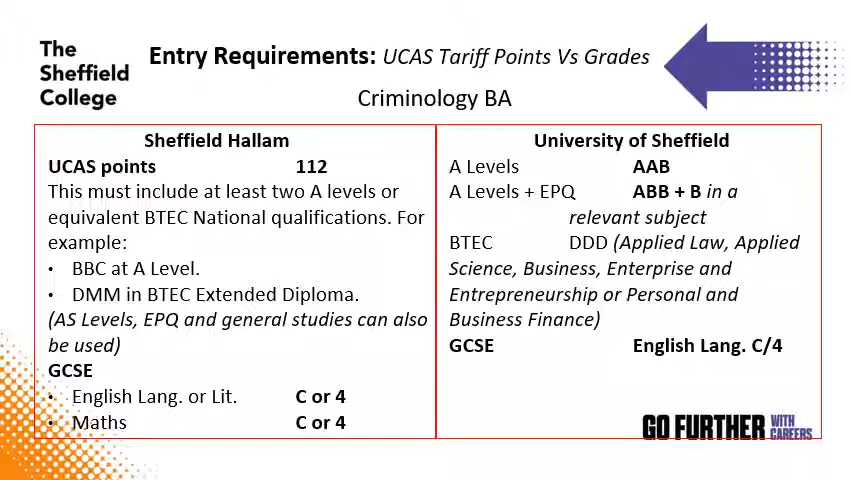 The
Sheffield
College
Entry Requirements: UCAS Tariff Points Vs Grades
Criminology BA
Sheffield Hallam
UCAS points 112
This must include at least two A levels or
equivalent BTEC National qualifications. For
example:
• BBC at A Level.
• DMM in BTEC Extended Diploma.
(AS Levels, EPQ and general studies can also
be used)
GCSE
• English Lang. or Lit. C or 4
• Maths C or 4
University of Sheffield
A Levels AAB
A Levels + EPQ ABB + B in a
relevant subject
BTEC DDD (Applied Law, Applied
Science, Business, Enterprise and
Entrepreneurship or Personal and
Business Finance)
GCSE English Lang. C/4
GO FURTHER WITH
CAREERS